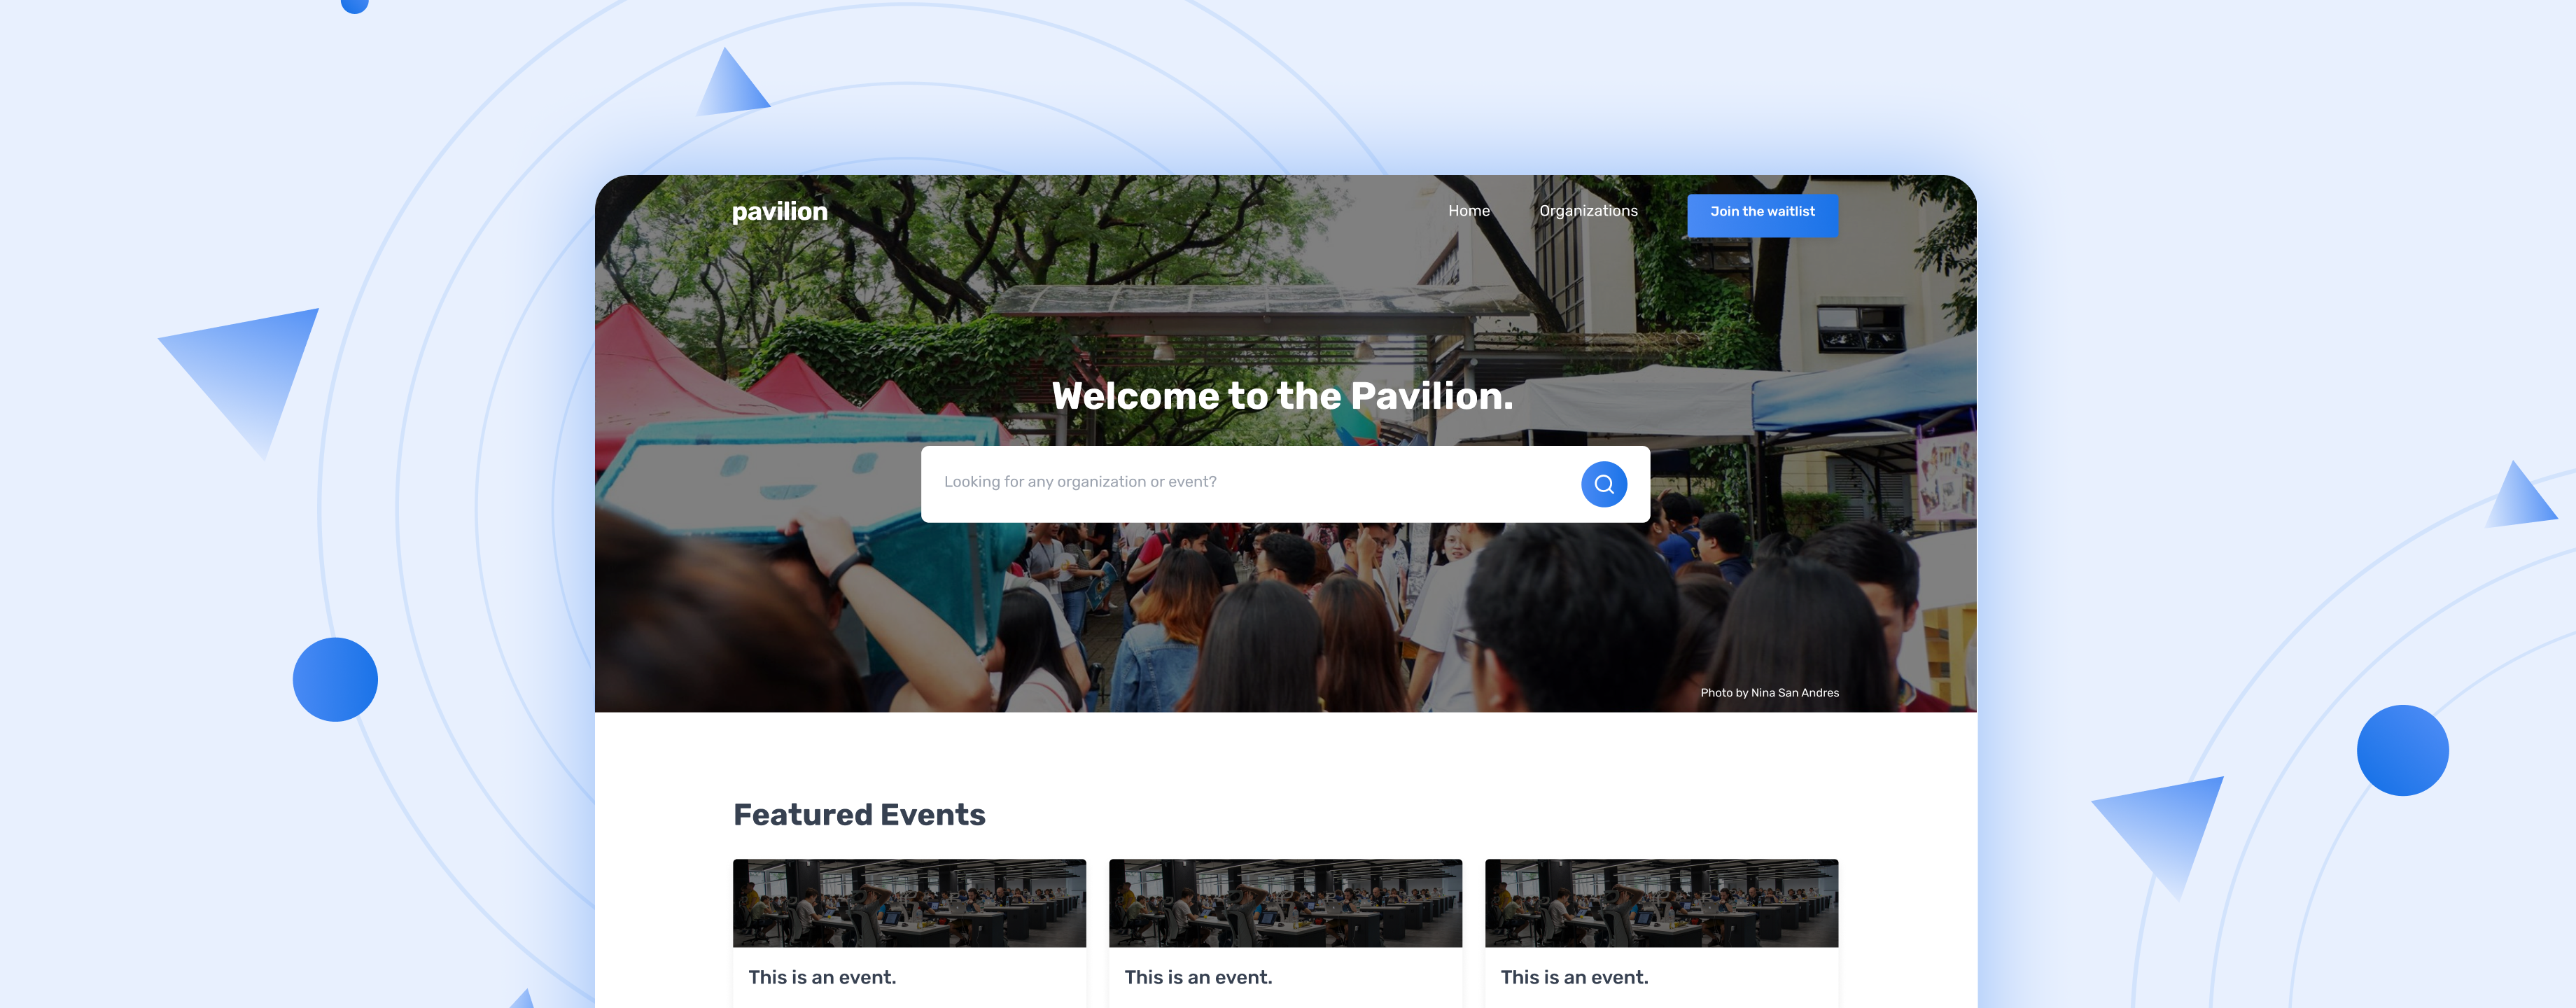 pavilion
Home
Organizations
Join the waitlist
Welcome to the Pavilion.
Looking for any organization or event?
Photo by Nina San Andres
Featured Events
This is an event.
This is an event.
This is an event.